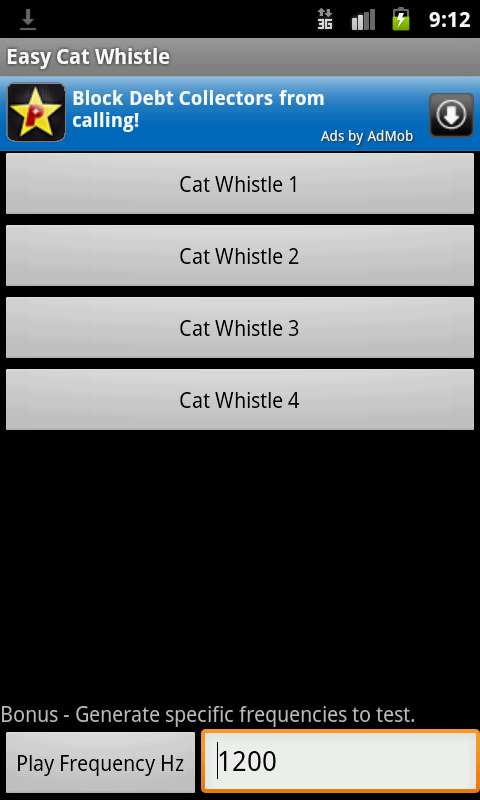 3G 9:12
Easy Cat Whistle
P
Block Debt Collectors from
calling!
Ads by AdMob
Cat Whistle 1
Cat Whistle 2
Cat Whistle 3
Cat Whistle 4
Bonus - Generate specific frequencies to test.
Play Frequency Hz 1200